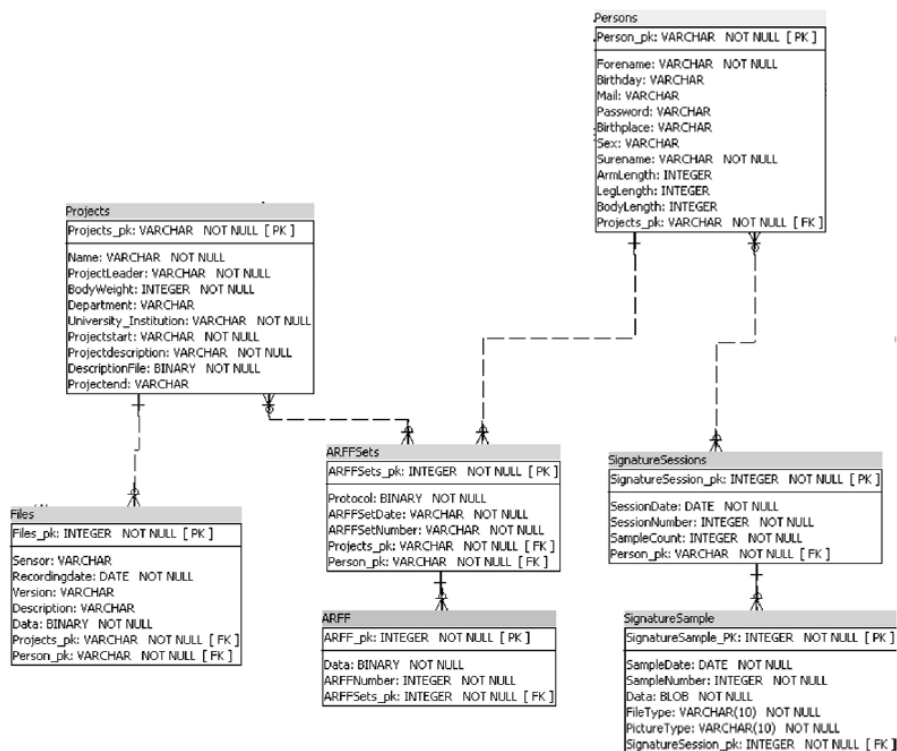 Persons
Person_pk: VARCHAR NOT NULL [ PK ]
Forename: VARCHAR NOT NULL
Birthday: VARCHAR
Mail: VARCHAR
Password: VARCHAR
Birthplace: VARCHAR
Sex: VARCHAR
Surename: VARCHAR NOT NULL
ArmLength: INTEGER
LegLength: INTEGER
BodyLength: INTEGER
Projects_pk: VARCHAR NOT NULL [ FK ]
Projects
Projects_pk: VARCHAR NOT NULL [ PK ]
Name: VARCHAR NOT NULL
ProjectLeader: VARCHAR NOT NULL
BodyWeight: INTEGER NOT NULL
Department: VARCHAR
University_Institution: VARCHAR NOT NULL
Projectstart: VARCHAR NOT NULL
Projectdescription: VARCHAR NOT NULL
DescriptionFile: BINARY NOT NULL
Projectend: VARCHAR
ARFFSets
ARFFSets_pk: INTEGER NOT NULL [ PK ]
Protocol: BINARY NOT NULL
ARFFSetDate: VARCHAR NOT NULL
ARFFSetNumber: VARCHAR NOT NULL
Projects_pk: VARCHAR NOT NULL [ FK ]
Person_pk: VARCHAR NOT NULL [ FK ]
SignatureSessions
SignatureSession_pk: INTEGER NOT NULL [ PK ]
SessionDate: DATE NOT NULL
SessionNumber: INTEGER NOT NULL
SampleCount: INTEGER NOT NULL
Person_pk: VARCHAR NOT NULL [ FK ]
Files
Files_pk: INTEGER NOT NULL [ PK ]
Sensor: VARCHAR
Recordingdate: DATE NOT NULL
Version: VARCHAR
Description: VARCHAR
Data: BINARY NOT NULL
Projects_pk: VARCHAR NOT NULL [ FK ]
Person_pk: VARCHAR NOT NULL [ FK ]
ARFF
ARFF_pk: INTEGER NOT NULL [ PK ]
Data: BINARY NOT NULL
ARFFNumber: INTEGER NOT NULL
ARFFSets_pk: INTEGER NOT NULL [ FK ]
SignatureSample
SignatureSample_PK: INTEGER NOT NULL [ PK ]
SampleDate: DATE NOT NULL
SampleNumber: INTEGER NOT NULL
Data: BLOB NOT NULL
FileType: VARCHAR(10) NOT NULL
PictureType: VARCHAR(10) NOT NULL
SignatureSession_pk: INTEGER NOT NULL [ FK ]